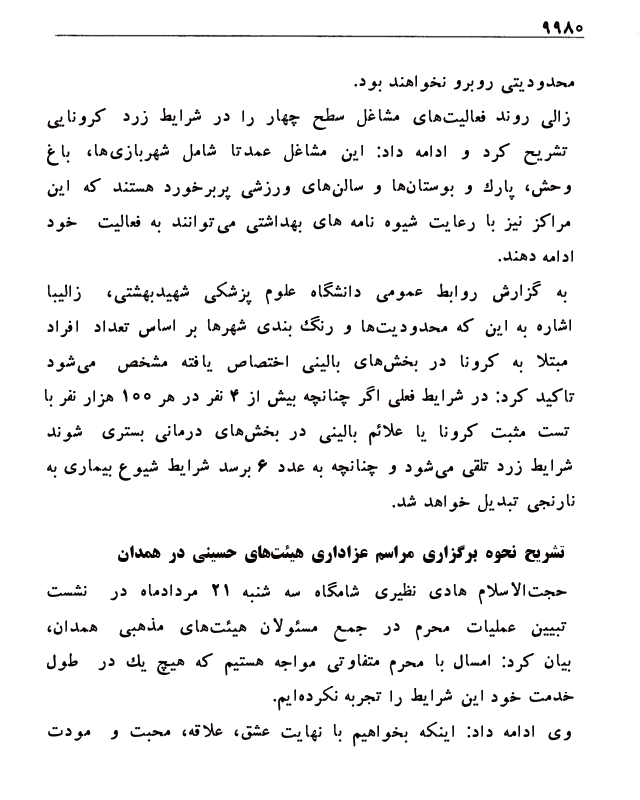 ۹۹۸۰
محدودیتی روبرو نخواهند بود.
زالی روند فعالیت‌های مشاغل سطح چهار را در شرایط زرد کرونایی
تشریح کرد و ادامه داد: این مشاغل عمدتا شامل شهربازی‌ها، باغ
وحش، پارك و بوستان‌ها و سالن‌های ورزشی پربرخورد هستند که این
مراکز نیز با رعایت شیوه نامه های بهداشتی می‌توانند به فعالیت خود
ادامه دهند.
به گزارش روابط عمومی دانشگاه علوم پزشکی شهیدبهشتی، زالیبا
اشاره به این که محدودیت‌ها و رنگ بندی شهرها بر اساس تعداد افراد
مبتلا به کرونا در بخش‌های بالینی اختصاص یافته مشخص می‌شود
تاکید کرد: در شرایط فعلی اگر چنانچه بیش از ۴ نفر در هر ۱۰۰ هزار نفر با
تست مثبت کرونا یا علائم بالینی در بخش‌های درمانی بستری شوند
شرایط زرد تلقی می‌شود و چنانچه به عدد ۶ برسد شرایط شیوع بیماری به
نارنجی تبدیل خواهد شد.
تشریح نحوه برگزاری مراسم عزاداری هیئت‌های حسینی در همدان
حجت‌الاسلام هادی نظیری شامگاه سه شنبه ۲۱ مردادماه در نشست
تبیین عملیات محرم در جمع مسئولان هیئت‌های مذهبی همدان،
بیان کرد: امسال با محرم متفاوتی مواجه هستیم که هیچ يك در طول
خدمت خود این شرایط را تجربه نکرده‌ایم.
وی ادامه داد: اینکه بخواهیم با نهایت عشق، علاقه، محبت و مودت